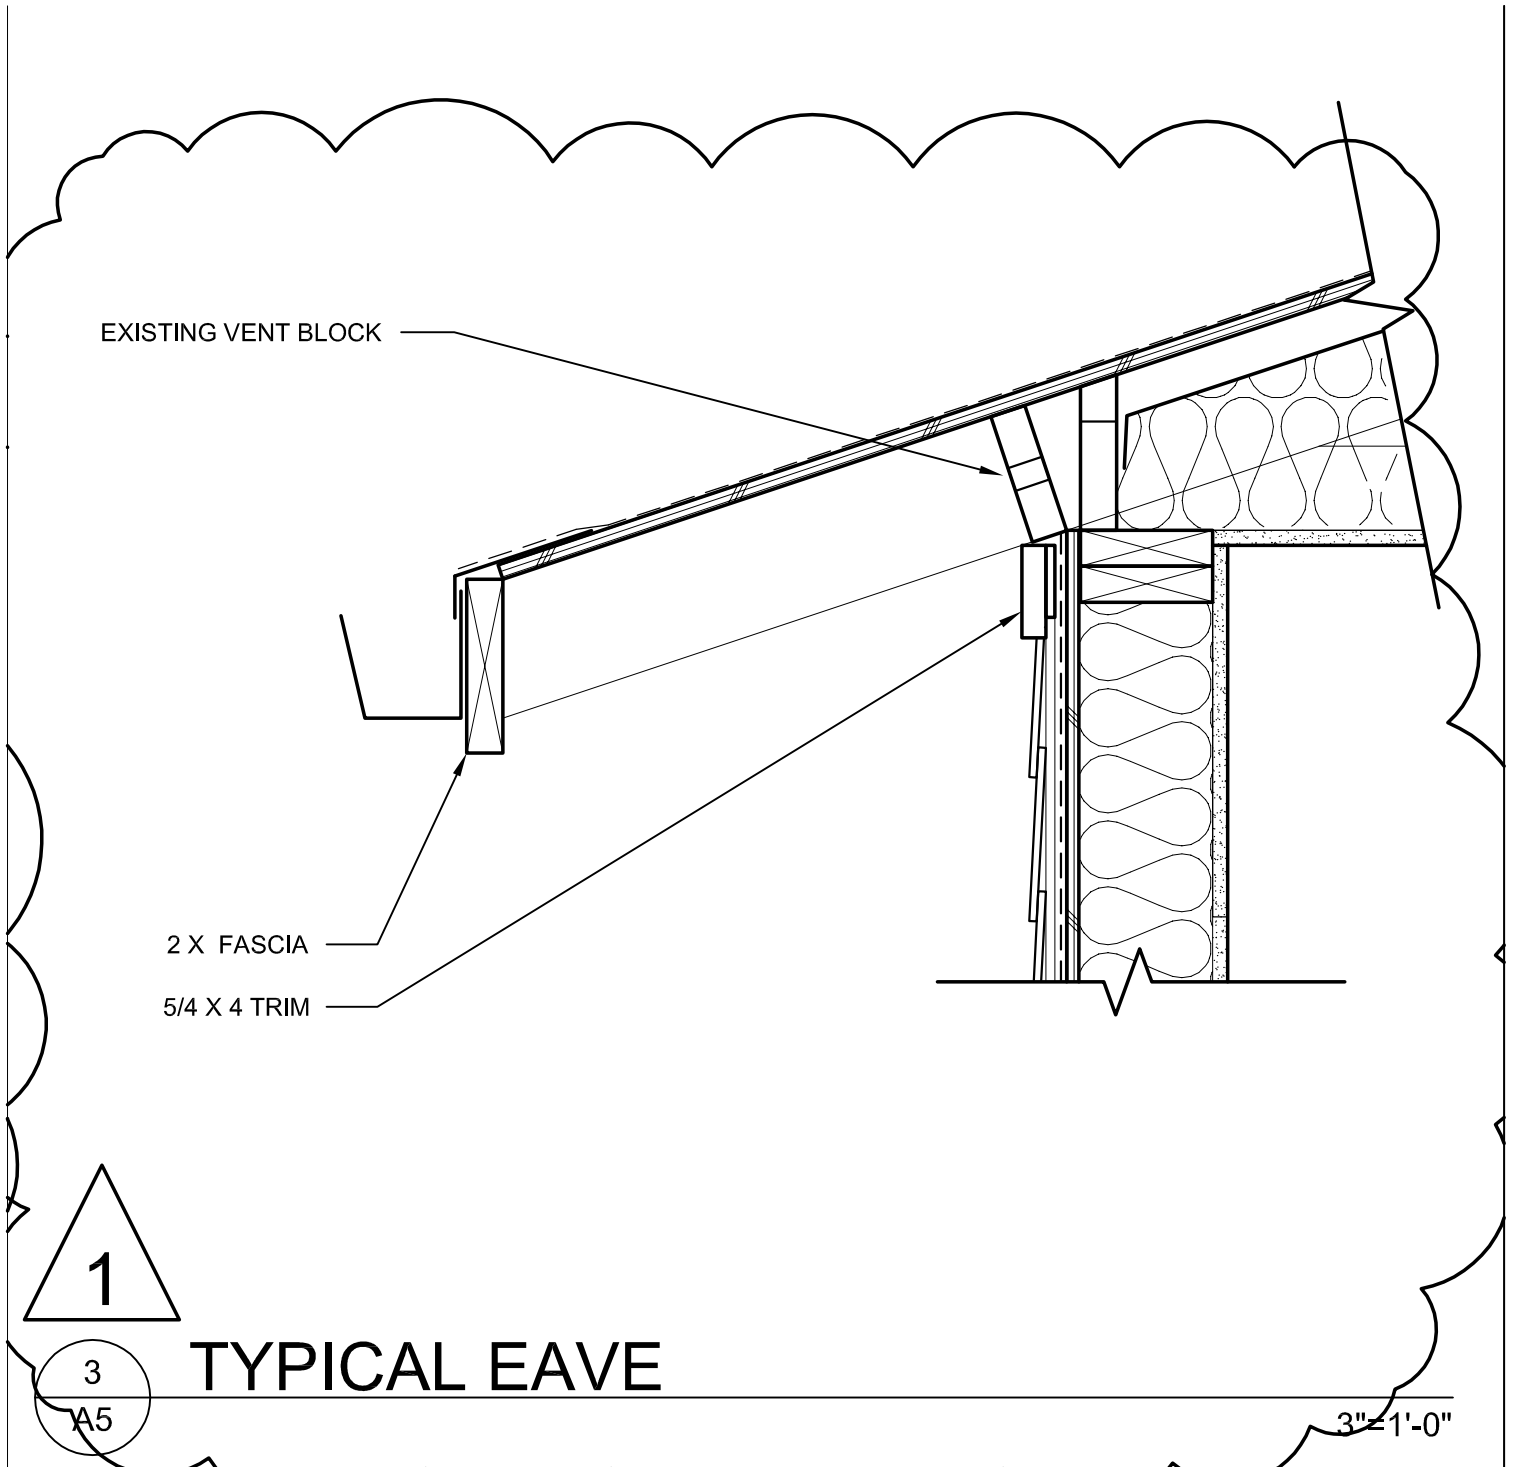 EXISTING VENT BLOCK
2 X  FASCIA
5/4 X 4 TRIM
1
3
A5
TYPICAL EAVE
3"=1'-0"